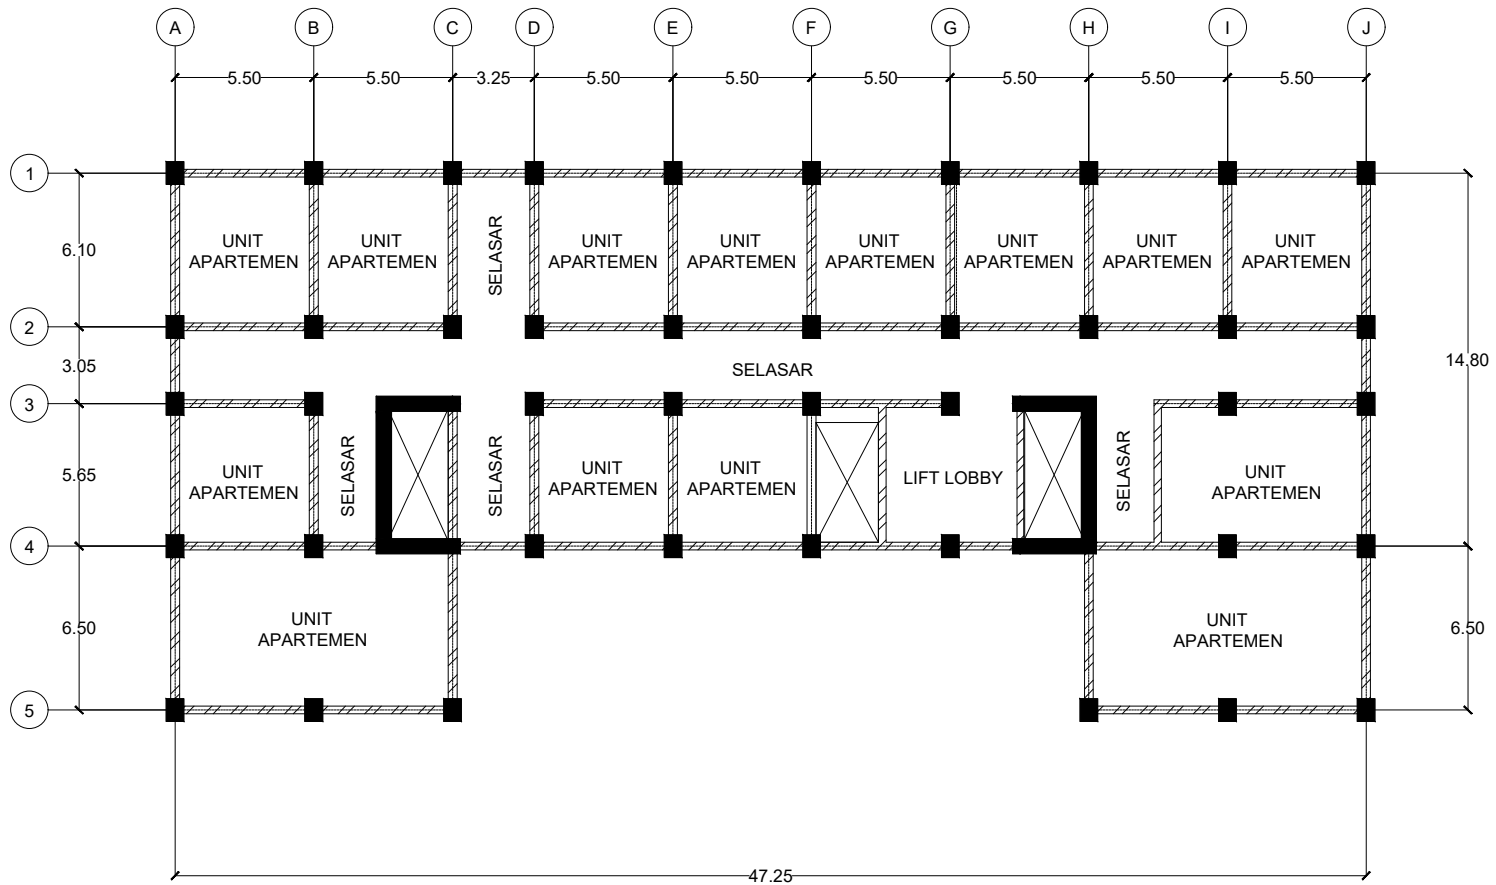 A B C D E F G H I J
5.50 5.50 3.25 5.50 5.50 5.50 5.50 5.50 5.50
1
6.10
UNIT APARTEMEN
UNIT APARTEMEN
SELASAR
UNIT APARTEMEN
UNIT APARTEMEN
UNIT APARTEMEN
UNIT APARTEMEN
UNIT APARTEMEN
UNIT APARTEMEN
2
3.05
SELASAR
14.80
3
5.65
UNIT APARTEMEN
SELASAR
SELASAR
UNIT APARTEMEN
UNIT APARTEMEN
LIFT LOBBY
SELASAR
UNIT APARTEMEN
4
6.50
UNIT APARTEMEN
UNIT APARTEMEN
6.50
5
47.25